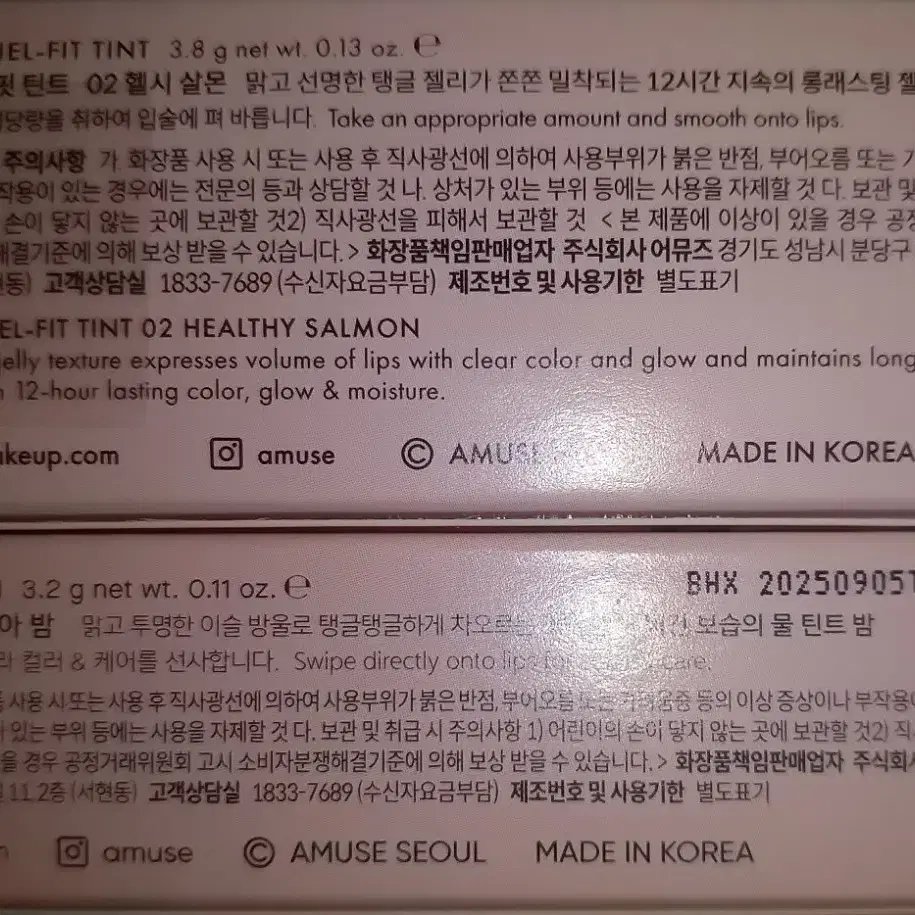 JEL-FIT TINT 3.8 g net wt. 0.13 oz. ℮
핏 틴트 02 헬시 살몬 맑고 선명한 탱글 젤리가 쫀쫀 밀착되는 12시간 지속의 롱래스팅 젤
적당량을 취하여 입술에 펴 바릅니다. Take an appropriate amount and smooth onto lips.
주의사항 가. 화장품 사용 시 또는 사용 후 직사광선에 의하여 사용부위가 붉은 반점, 부어오름 또는
작용이 있는 경우에는 전문의 등과 상담할 것 나. 상처가 있는 부위 등에는 사용을 자제할 것 다. 보관 및
손이 닿지 않는 곳에 보관할 것2) 직사광선을 피해서 보관할 것 < 본 제품에 이상이 있을 경우 공정
해결기준에 의해 보상 받을 수 있습니다.> 화장품책임판매업자 주식회사 어뮤즈 경기도 성남시 분당구
현동) 고객상담실 1833-7689 (수신자요금부담) 제조번호 및 사용기한 별도표기
EL-FIT TINT 02 HEALTHY SALMON
jelly texture expresses volume of lips with clear color and glow and maintains long
12-hour lasting color, glow & moisture.
akeup.com amuse © AMUSE MADE IN KOREA
3.2 g net wt. 0.11 oz. ℮ BHX 20250905
밤 맑고 투명한 이슬 방울로 탱글탱글하게 차오르는 보습의 물 틴트 밤
컬러 & 케어를 선사합니다. Swipe directly onto lips for care.
사용 시 또는 사용 후 직사광선에 의하여 사용부위가 붉은 반점, 부어오름 또는 가려움증 등의 이상 증상이나 부작용
있는 부위 등에는 사용을 자제할 것 다. 보관 및 취급 시 주의사항 1) 어린이의 손이 닿지 않는 곳에 보관할 것2) 직
을 경우 공정거래위원회 고시 소비자분쟁해결기준에 의해 보상 받을 수 있습니다.> 화장품책임판매업자 주식회사
11, 2층 (서현동) 고객상담실 1833-7689 (수신자요금부담) 제조번호 및 사용기한 별도표기
amuse © AMUSE SEOUL MADE IN KOREA